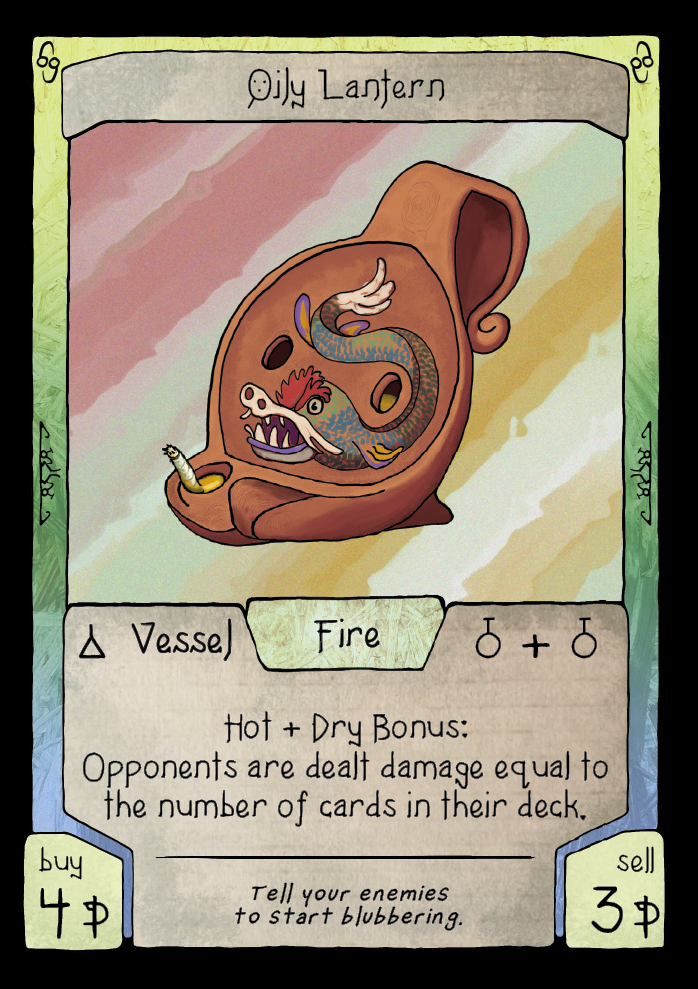 Oily Lantern
Vessel
Fire
+
Hot + Dry Bonus:
Opponents are dealt damage equal to
the number of cards in their deck.
buy
4
sell
3
Tell your enemies
to start blubbering.